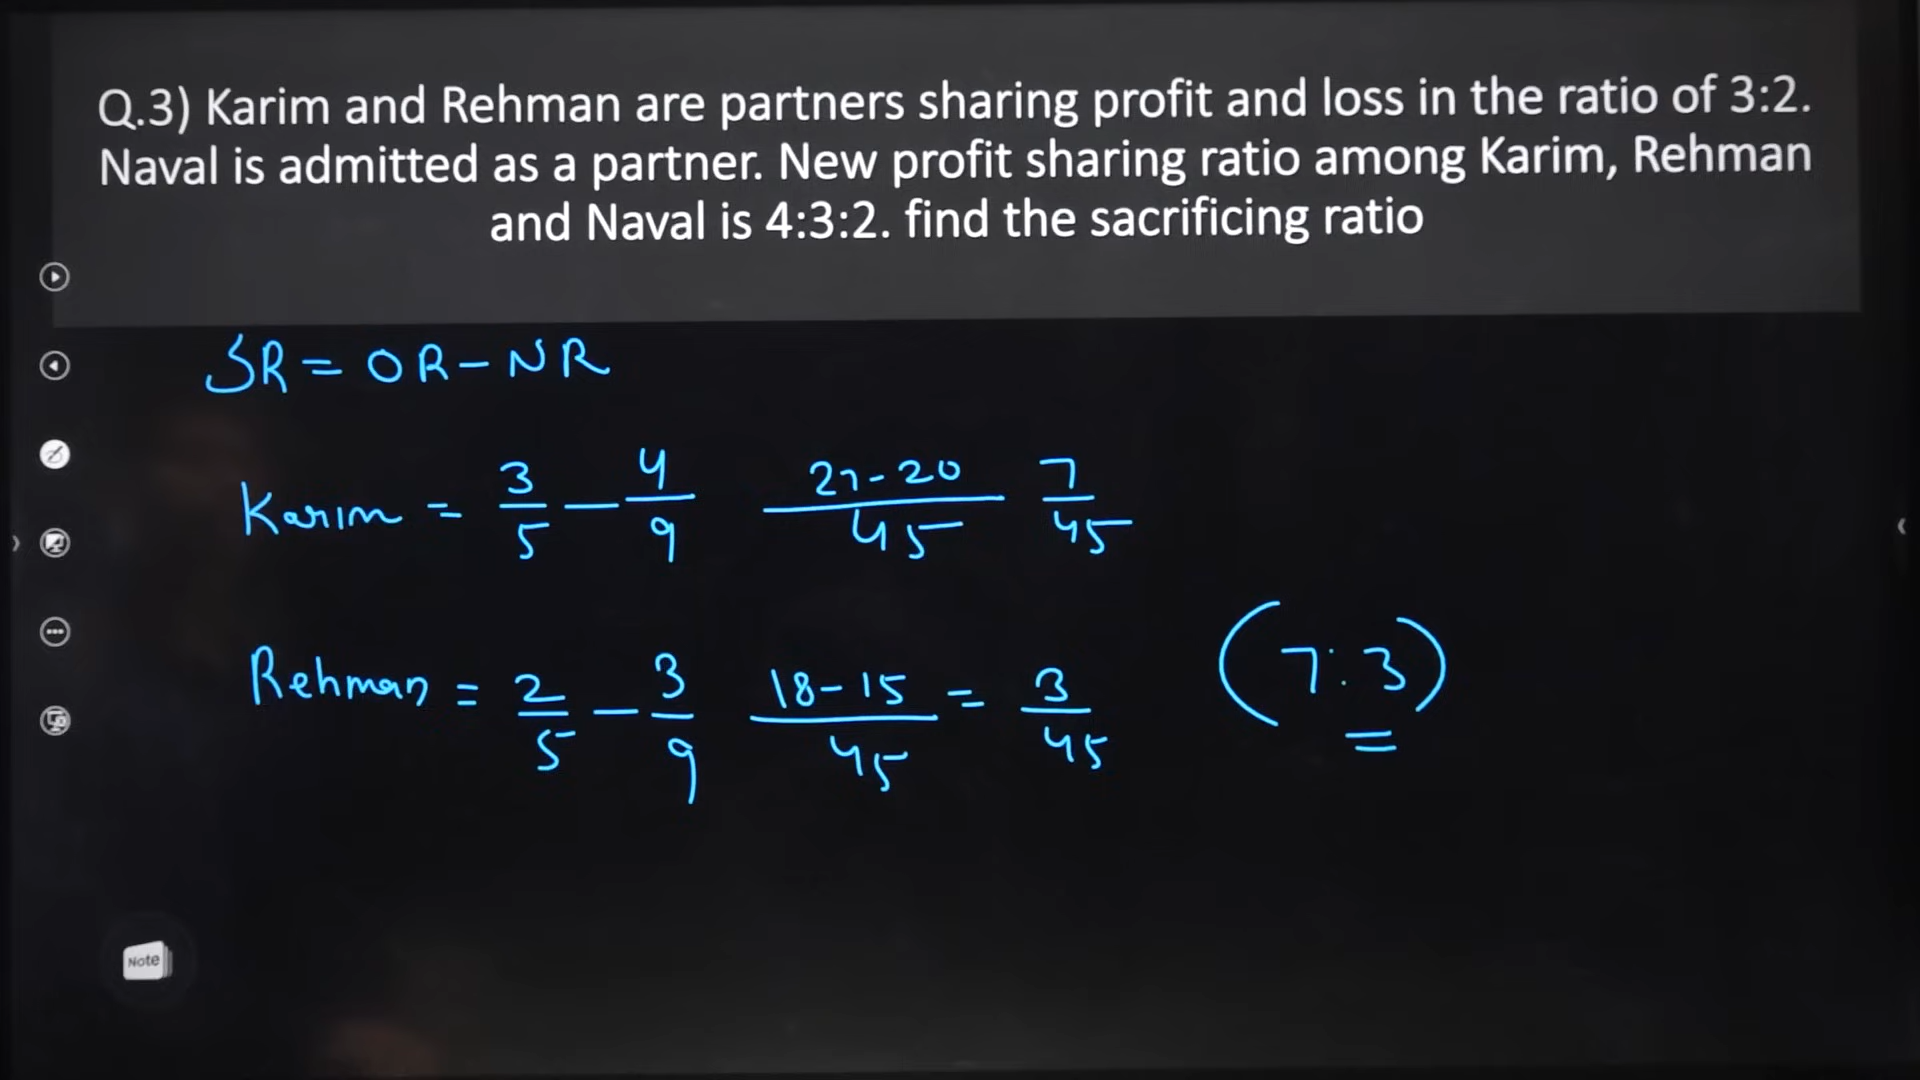 Q.3) Karim and Rehman are partners sharing profit and loss in the ratio of 3:2.
Naval is admitted as a partner. New profit sharing ratio among Karim, Rehman
and Naval is 4:3:2. find the sacrificing ratio
SR = OR - NR
Karim = 3/5 - 4/9 27-20/45 7/45
Rehman = 2/5 - 3/9 18-15/45 = 3/45
(7:3)
Note